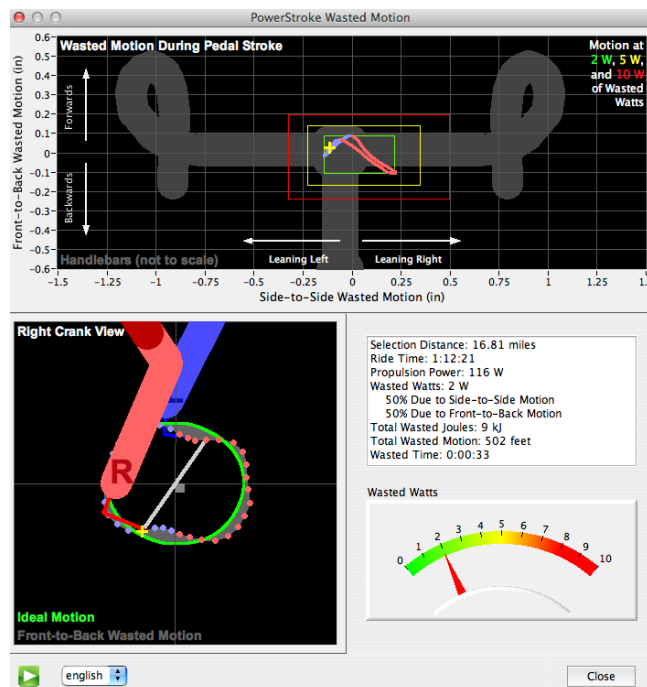 PowerStroke Wasted Motion
Wasted Motion During Pedal Stroke
Motion at
2 W, 5 W,
and 10 W
of Wasted
Watts
Front-to-Back Wasted Motion (in)
0.6
0.5
0.4
0.3
0.2
0.1
0
-0.1
-0.2
-0.3
-0.4
-0.5
-0.6
Forwards
Backwards
Leaning Left
Leaning Right
Handlebars (not to scale)
-1.5
-1.25
-1
-0.75
-0.5
-0.25
0
0.25
0.5
0.75
1
1.25
1.5
Side-to-Side Wasted Motion (in)
Right Crank View
R
Ideal Motion
Front-to-Back Wasted Motion
Selection Distance: 16.81 miles
Ride Time: 1:12:21
Propulsion Power: 116 W
Wasted Watts: 2 W
50% Due to Side-to-Side Motion
50% Due to Front-to-Back Motion
Total Wasted Joules: 9 kJ
Total Wasted Motion: 502 feet
Wasted Time: 0:00:33
Wasted Watts
0 1 2 3 4 5 6 7 8 9 10
english
Close